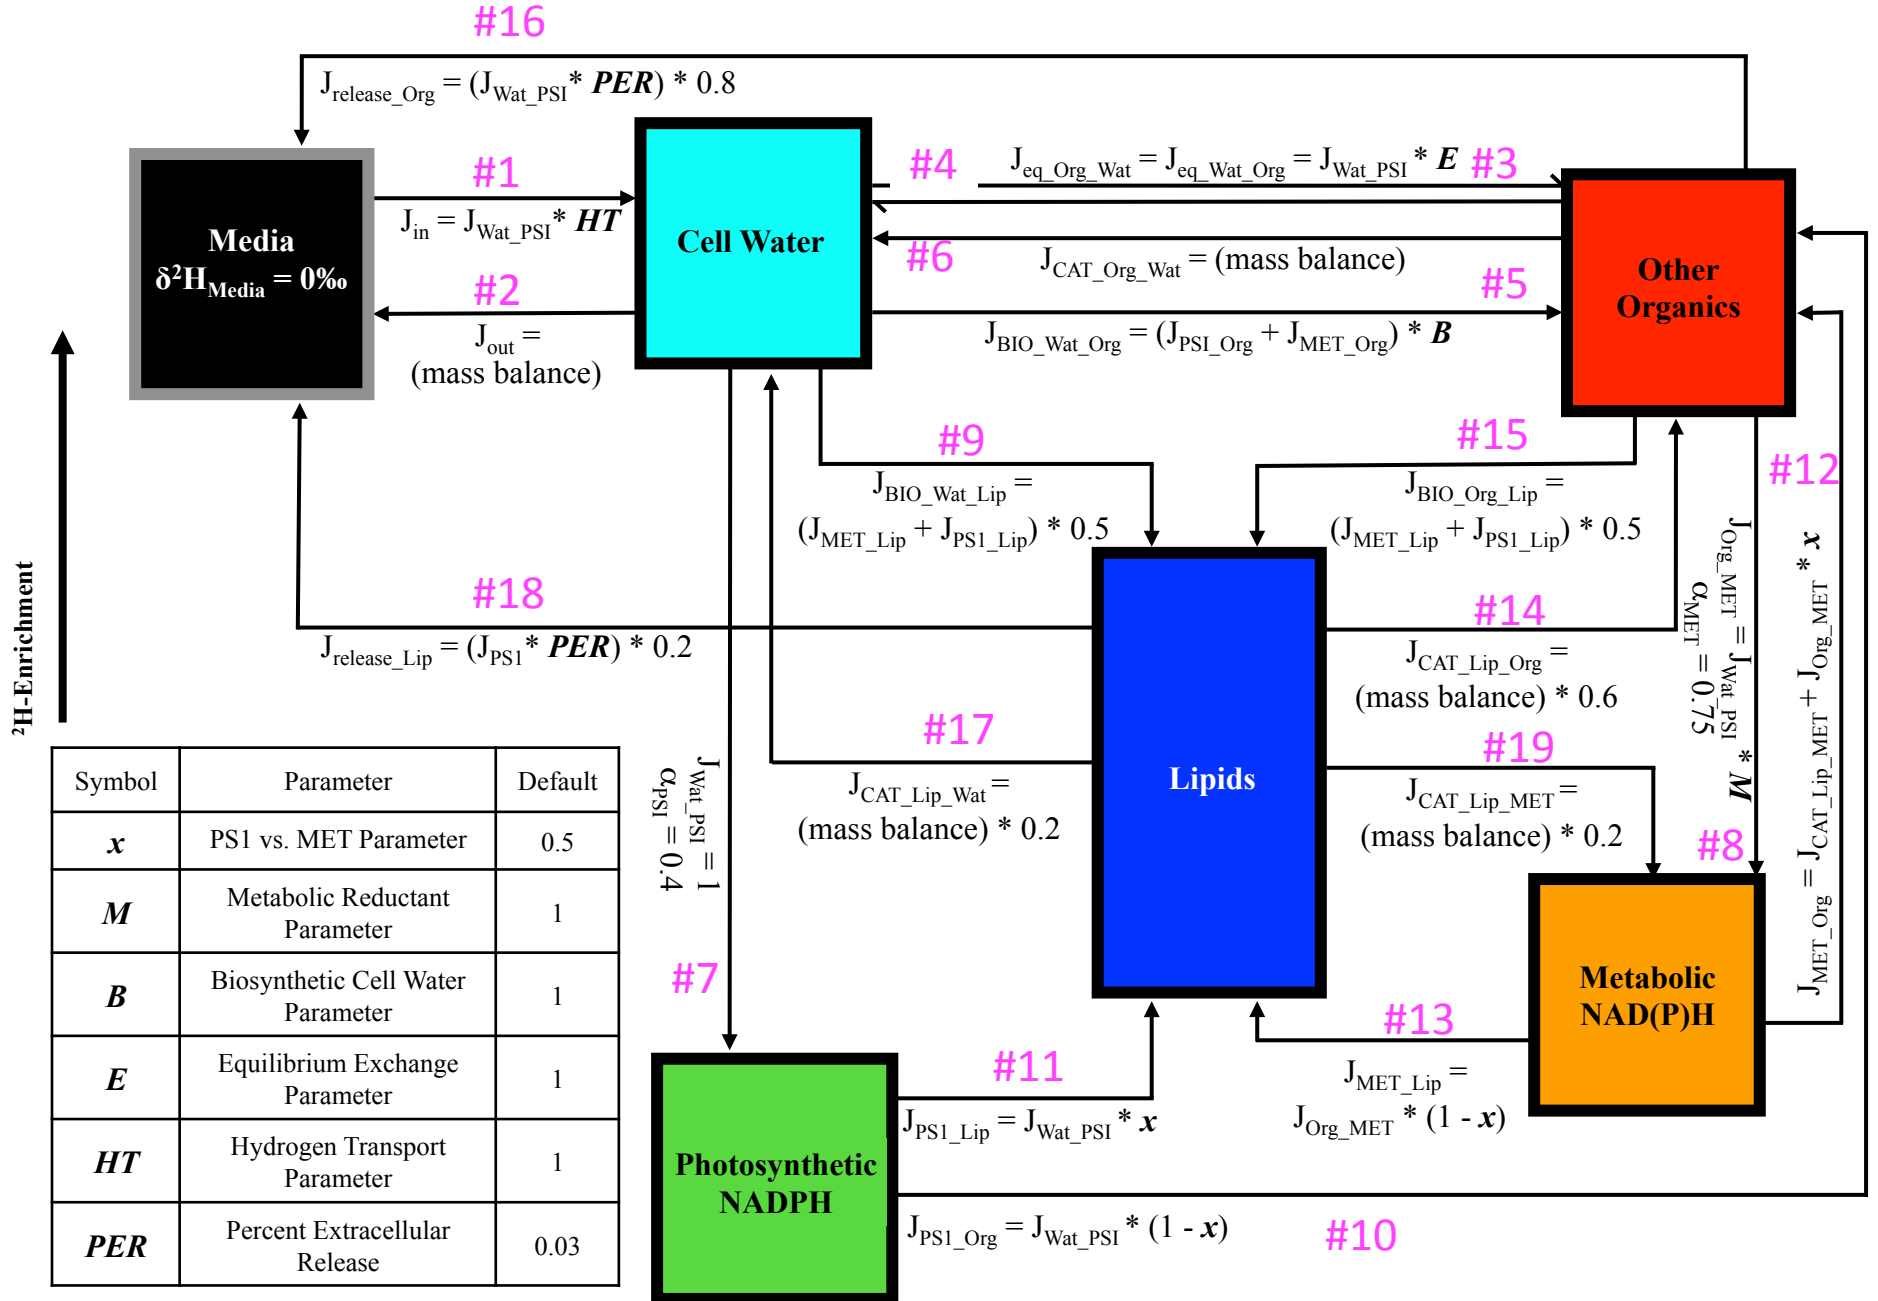 #16
J_release_Org = (J_Wat_PSI* PER) * 0.8
Media
δ²H_Media = 0‰
#1
J_in = J_Wat_PSI* HT
#2
J_out =
(mass balance)
Cell Water
#4
J_eq_Org_Wat = J_eq_Wat_Org = J_Wat_PSI * E
#3
#6
J_CAT_Org_Wat = (mass balance)
#5
J_BIO_Wat_Org = (J_PSI_Org + J_MET_Org) * B
Other
Organics
#9
J_BIO_Wat_Lip =
(J_MET_Lip + J_PS1_Lip) * 0.5
#15
J_BIO_Org_Lip =
(J_MET_Lip + J_PS1_Lip) * 0.5
#12
J_MET_Org = J_CAT_Lip_MET + J_Org_MET * x
J_Org_MET = J_Wat_PSI * M
α_MET = 0.75
#8
#18
J_release_Lip = (J_PS1* PER) * 0.2
#14
J_CAT_Lip_Org =
(mass balance) * 0.6
#17
J_CAT_Lip_Wat =
(mass balance) * 0.2
Lipids
#19
J_CAT_Lip_MET =
(mass balance) * 0.2
J_Wat_PSI = 1
α_PSI = 0.4
#7
Metabolic
NAD(P)H
#13
J_MET_Lip =
J_Org_MET * (1 - x)
#11
J_PS1_Lip = J_Wat_PSI * x
Photosynthetic
NADPH
J_PS1_Org = J_Wat_PSI * (1 - x)
#10
²H-Enrichment
Symbol Parameter Default
x PS1 vs. MET Parameter 0.5
M Metabolic Reductant Parameter 1
B Biosynthetic Cell Water Parameter 1
E Equilibrium Exchange Parameter 1
HT Hydrogen Transport Parameter 1
PER Percent Extracellular Release 0.03